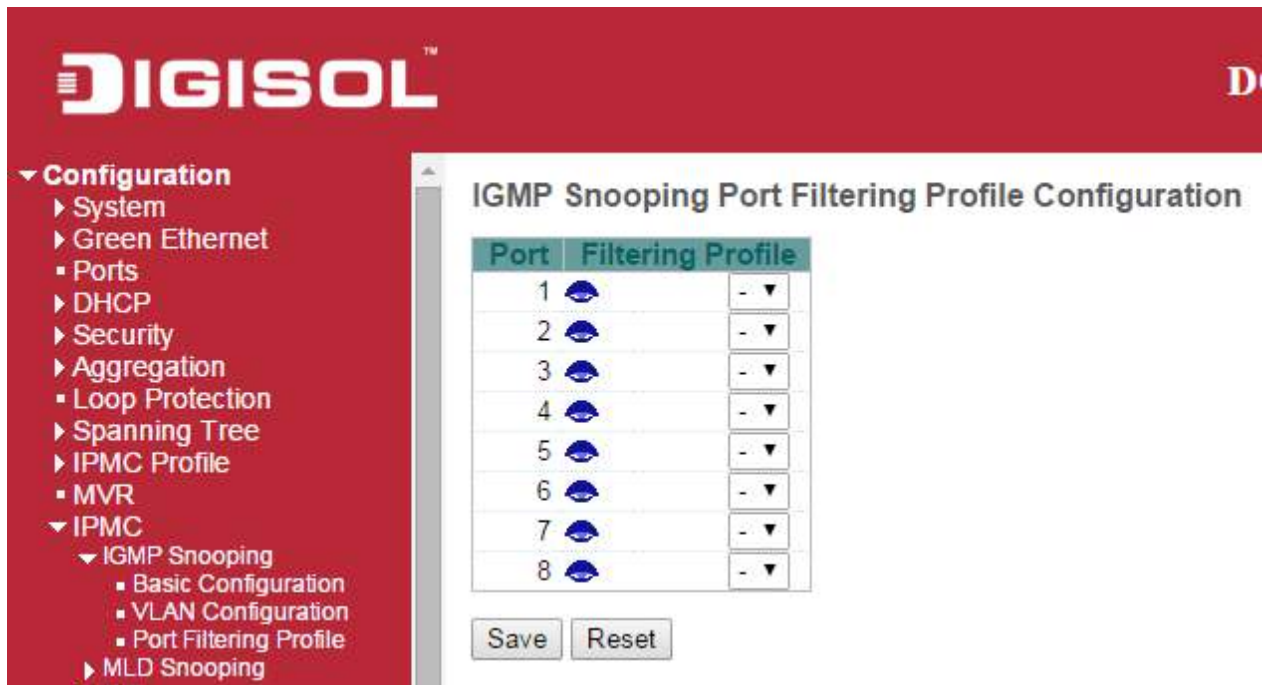 DIGISOL™
Configuration
System
Green Ethernet
Ports
DHCP
Security
Aggregation
Loop Protection
Spanning Tree
IPMC Profile
MVR
IPMC
IGMP Snooping
Basic Configuration
VLAN Configuration
Port Filtering Profile
MLD Snooping
IGMP Snooping Port Filtering Profile Configuration
Port Filtering Profile
1 -
2 -
3 -
4 -
5 -
6 -
7 -
8 -
Save Reset